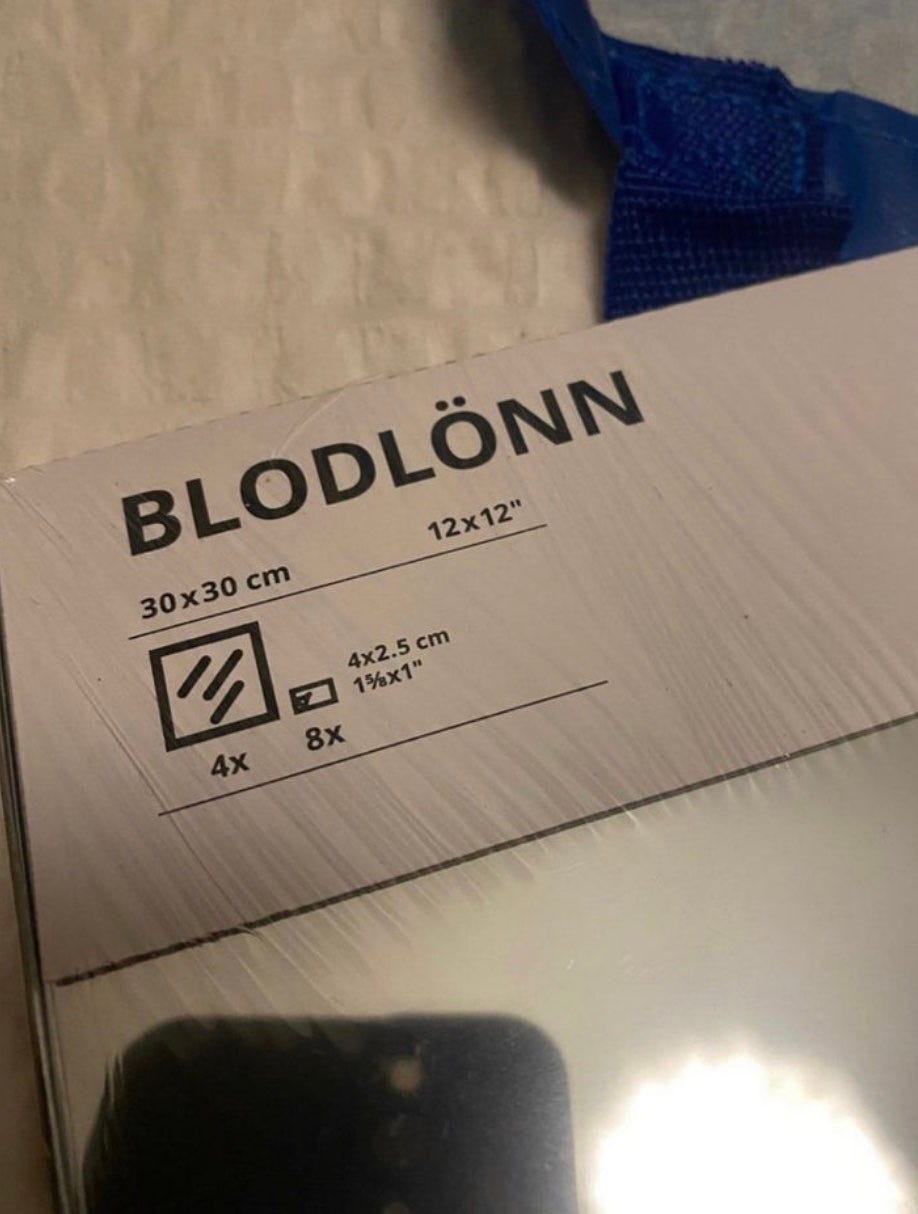 BLODLÖNN
30x30 cm 12x12"
4x2.5 cm
1⅝x1"
4x 8x